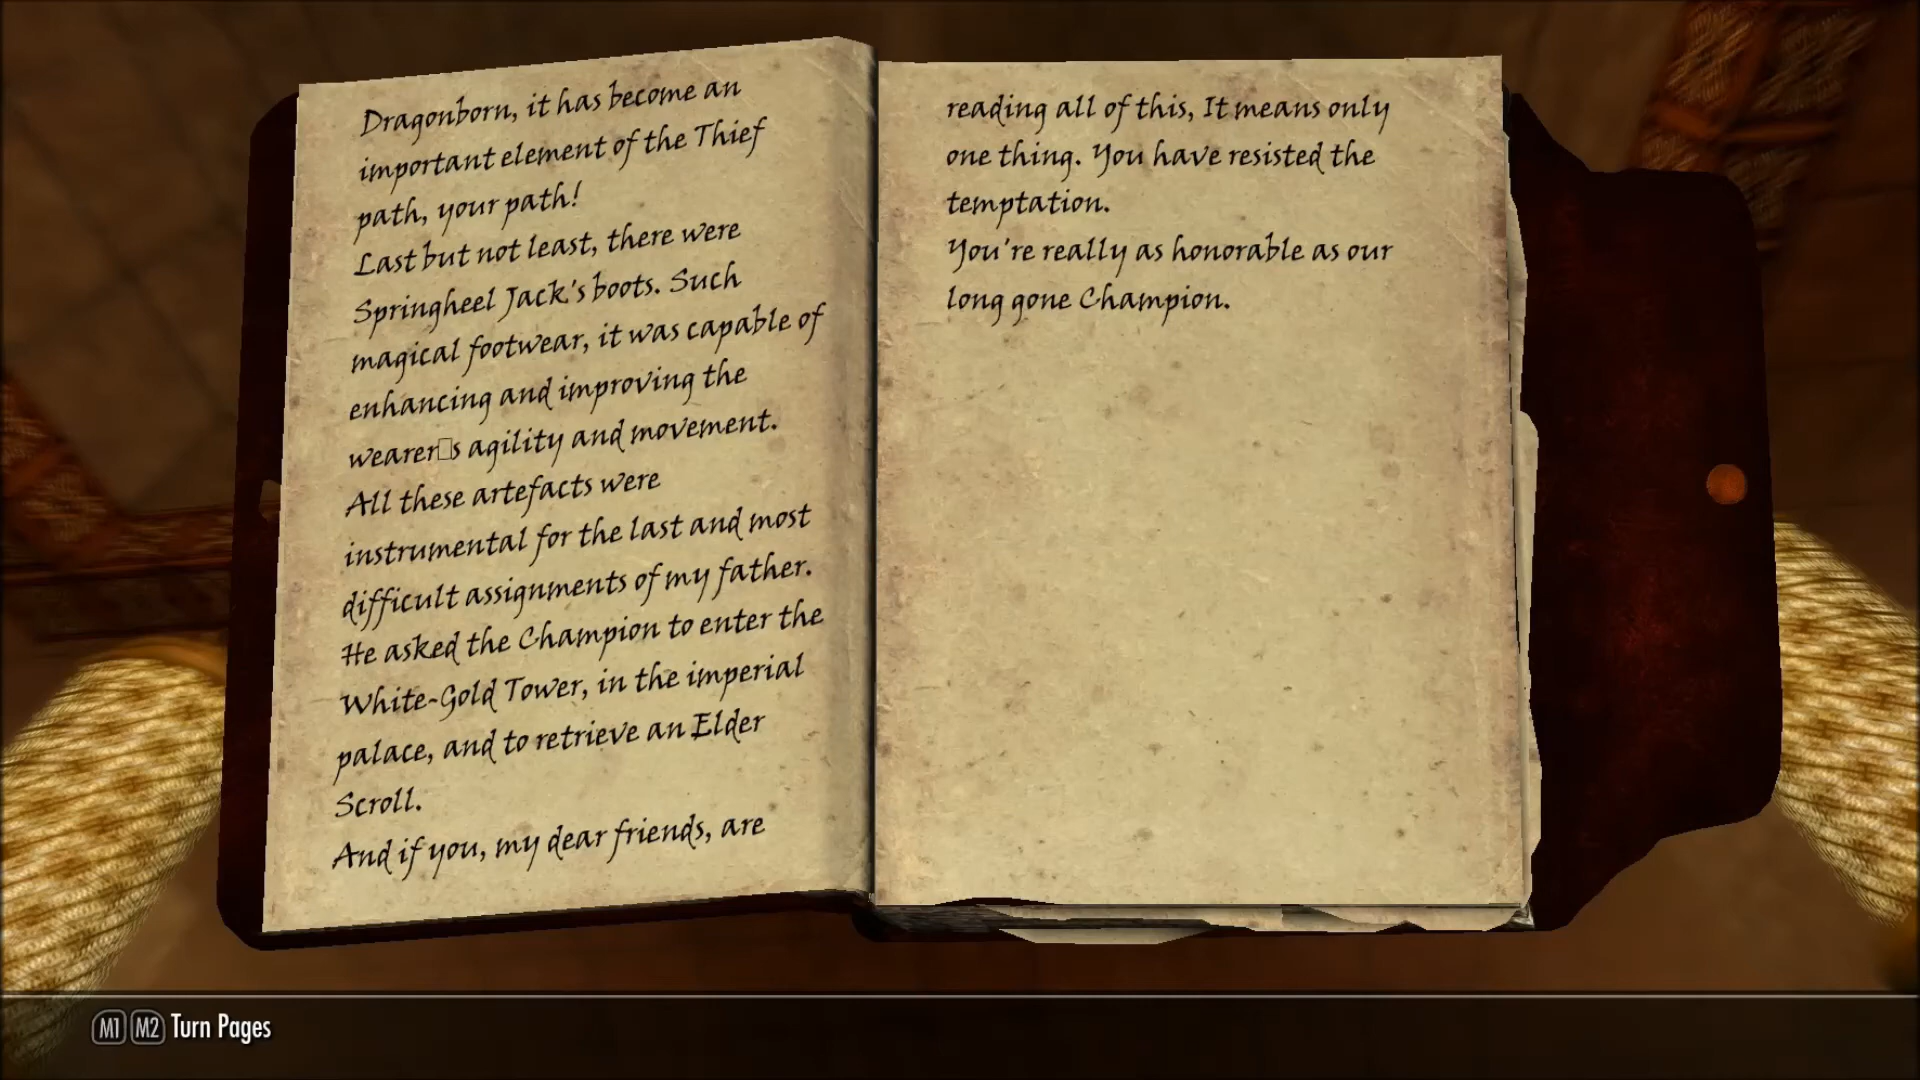 Dragonborn, it has become an
important element of the Thief
path, your path!
Last but not least, there were
Springheel Jack's boots. Such
magical footwear, it was capable of
enhancing and improving the
wearer□s agility and movement.
All these artefacts were
instrumental for the last and most
difficult assignments of my father.
He asked the Champion to enter the
White-Gold Tower, in the imperial
palace, and to retrieve an Elder
Scroll.
And if you, my dear friends, are
reading all of this, It means only
one thing. You have resisted the
temptation.
You're really as honorable as our
long gone Champion.
M1 M2 Turn Pages